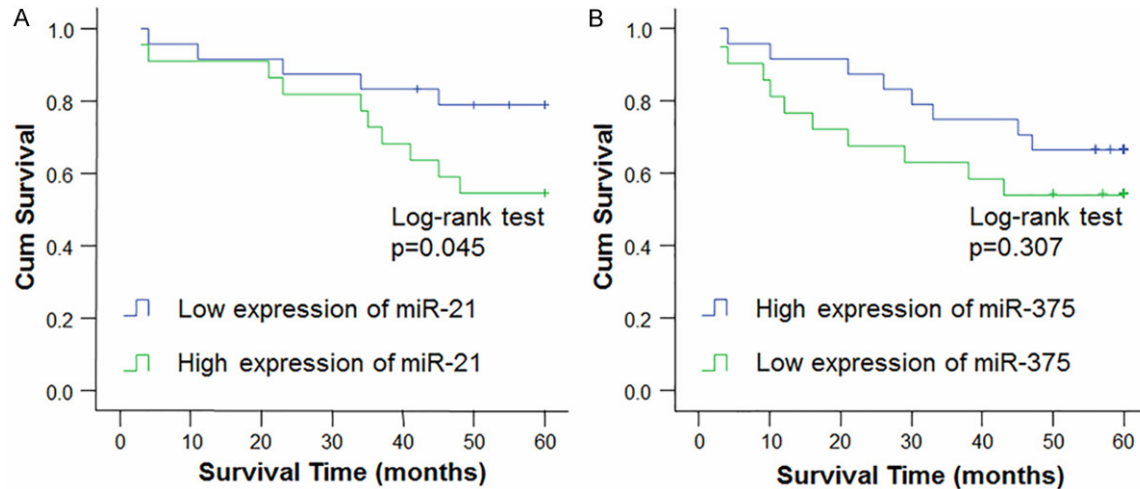 A
Cum Survival
1.0
0.8
0.6
0.4
0.2
0.0
Log-rank test
p=0.045
Low expression of miR-21
High expression of miR-21
0 10 20 30 40 50 60
Survival Time (months)
B
Cum Survival
1.0
0.8
0.6
0.4
0.2
0.0
Log-rank test
p=0.307
High expression of miR-375
Low expression of miR-375
0 10 20 30 40 50 60
Survival Time (months)